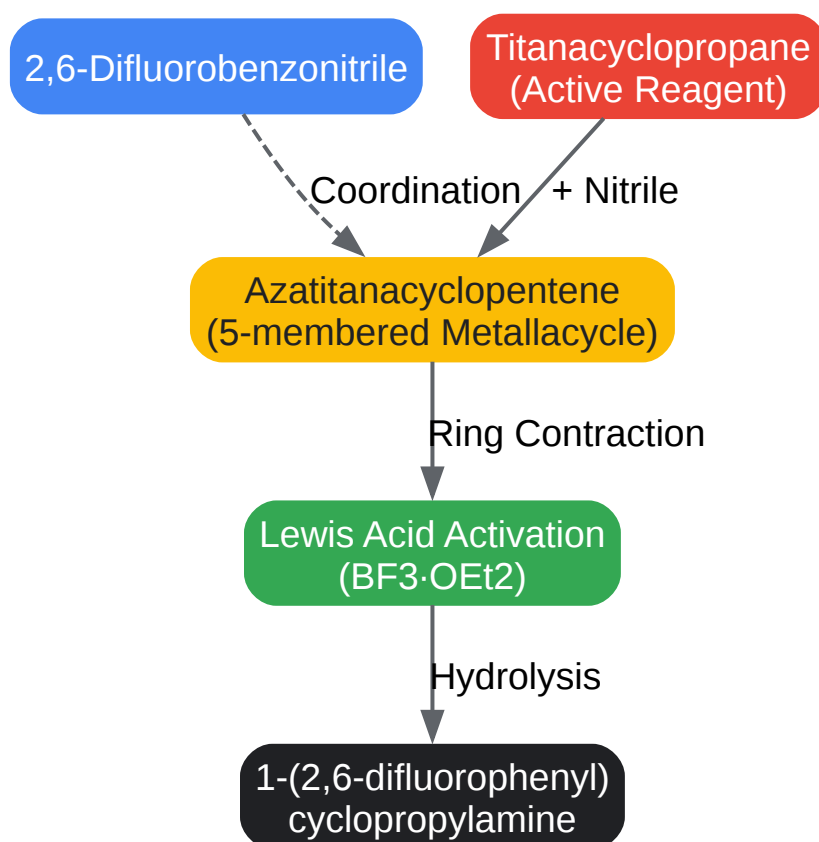 2,6-Difluorobenzonitrile
Titanacyclopropane
(Active Reagent)
Coordination
+ Nitrile
Azatitanacyclopentene
(5-membered Metallacycle)
Ring Contraction
Lewis Acid Activation
(BF3·OEt2)
Hydrolysis
1-(2,6-difluorophenyl)
cyclopropylamine